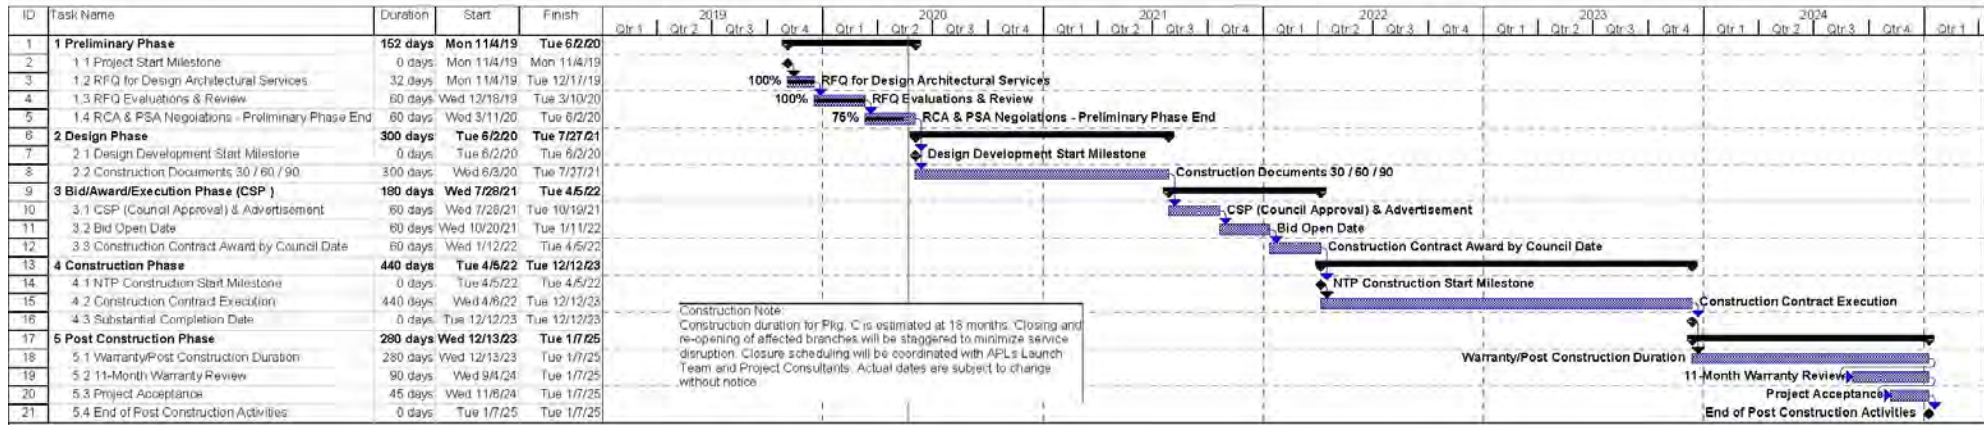 ID Task Name Duration Start Finish 2019 2020 2021 2022 2023 2024
Qtr 1 Qtr 2 Qtr 3 Qtr 4 Qtr 1 Qtr 2 Qtr 3 Qtr 4 Qtr 1 Qtr 2 Qtr 3 Qtr 4 Qtr 1 Qtr 2 Qtr 3 Qtr 4 Qtr 1 Qtr 2 Qtr 3 Qtr 4 Qtr 1 Qtr 2 Qtr 3 Qtr 4 Qtr 1
1 1 Preliminary Phase 152 days Mon 11/4/19 Tue 6/2/20
2 1.1 Project Start Milestone 0 days Mon 11/4/19 Mon 11/4/19
3 1.2 RFQ for Design Architectural Services 32 days Mon 11/4/19 Tue 12/17/19 100% RFQ for Design Architectural Services
4 1.3 RFQ Evaluations & Review 60 days Wed 12/18/19 Tue 3/10/20 100% RFQ Evaluations & Review
5 1.4 RCA & PSA Negoiations - Preliminary Phase End 60 days Wed 3/11/20 Tue 6/2/20 75% RCA & PSA Negoiations - Preliminary Phase End
6 2 Design Phase 300 days Tue 6/2/20 Tue 7/27/21
7 2.1 Design Development Start Milestone 0 days Tue 6/2/20 Tue 6/2/20 Design Development Start Milestone
8 2.2 Construction Documents 30 / 60 / 90 300 days Wed 6/3/20 Tue 7/27/21 Construction Documents 30 / 60 / 90
9 3 Bid/Award/Execution Phase (CSP ) 180 days Wed 7/28/21 Tue 4/5/22
10 3.1 CSP (Council Approval) & Advertisement 60 days Wed 7/28/21 Tue 10/19/21 CSP (Council Approval) & Advertisement
11 3.2 Bid Open Date 60 days Wed 10/20/21 Tue 1/11/22 Bid Open Date
12 3.3 Construction Contract Award by Council Date 60 days Wed 1/12/22 Tue 4/5/22 Construction Contract Award by Council Date
13 4 Construction Phase 440 days Tue 4/5/22 Tue 12/12/23
14 4.1 NTP Construction Start Milestone 0 days Tue 4/5/22 Tue 4/5/22 NTP Construction Start Milestone
15 4.2 Construction Contract Execution 440 days Wed 4/6/22 Tue 12/12/23 Construction Contract Execution
16 4.3 Substantial Completion Date 0 days Tue 12/12/23 Tue 12/12/23
17 5 Post Construction Phase 280 days Wed 12/13/23 Tue 1/7/25
18 5.1 Warranty/Post Construction Duration 280 days Wed 12/13/23 Tue 1/7/25 Warranty/Post Construction Duration
19 5.2 11-Month Warranty Review 90 days Wed 9/4/24 Tue 1/7/25 11-Month Warranty Review
20 5.3 Project Acceptance 45 days Wed 11/6/24 Tue 1/7/25 Project Acceptance
21 5.4 End of Post Construction Activities 0 days Tue 1/7/25 Tue 1/7/25 End of Post Construction Activities
Construction Note:
Construction duration for Pkg. C is estimated at 18 months. Closing and
re-opening of affected branches will be staggered to minimize service
disruption. Closure scheduling will be coordinated with APLs Launch
Team and Project Consultants. Actual dates are subject to change
without notice